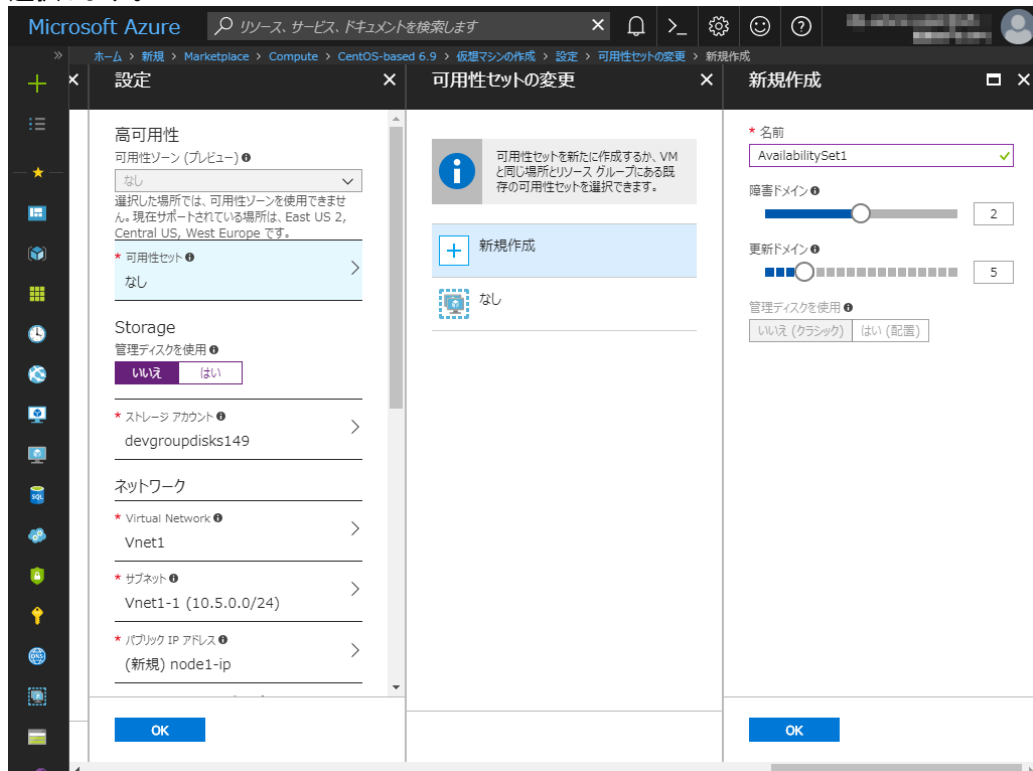 Microsoft Azure
リソース、サービス、ドキュメントを検索します
ホーム > 新規 > Marketplace > Compute > CentOS-based 6.9 > 仮想マシンの作成 > 設定 > 可用性セットの変更 > 新規作成
設定
高可用性
可用性ゾーン (プレビュー)
なし
選択した場所では、可用性ゾーンを使用できませ
ん。現在サポートされている場所は、East US 2,
Central US, West Europe です。
* 可用性セット
なし
Storage
管理ディスクを使用
いいえ はい
* ストレージ アカウント
devgroupdisks149
ネットワーク
* Virtual Network
Vnet1
* サブネット
Vnet1-1 (10.5.0.0/24)
* パブリック IP アドレス
(新規) node1-ip
OK
可用性セットの変更
可用性セットを新たに作成するか、VM
と同じ場所とリソース グループにある既
存の可用性セットを選択できます。
新規作成
なし
新規作成
* 名前
AvailabilitySet1
障害ドメイン
2
更新ドメイン
5
管理ディスクを使用
いいえ (クラシック) はい (配置)
OK
SQL
DNS